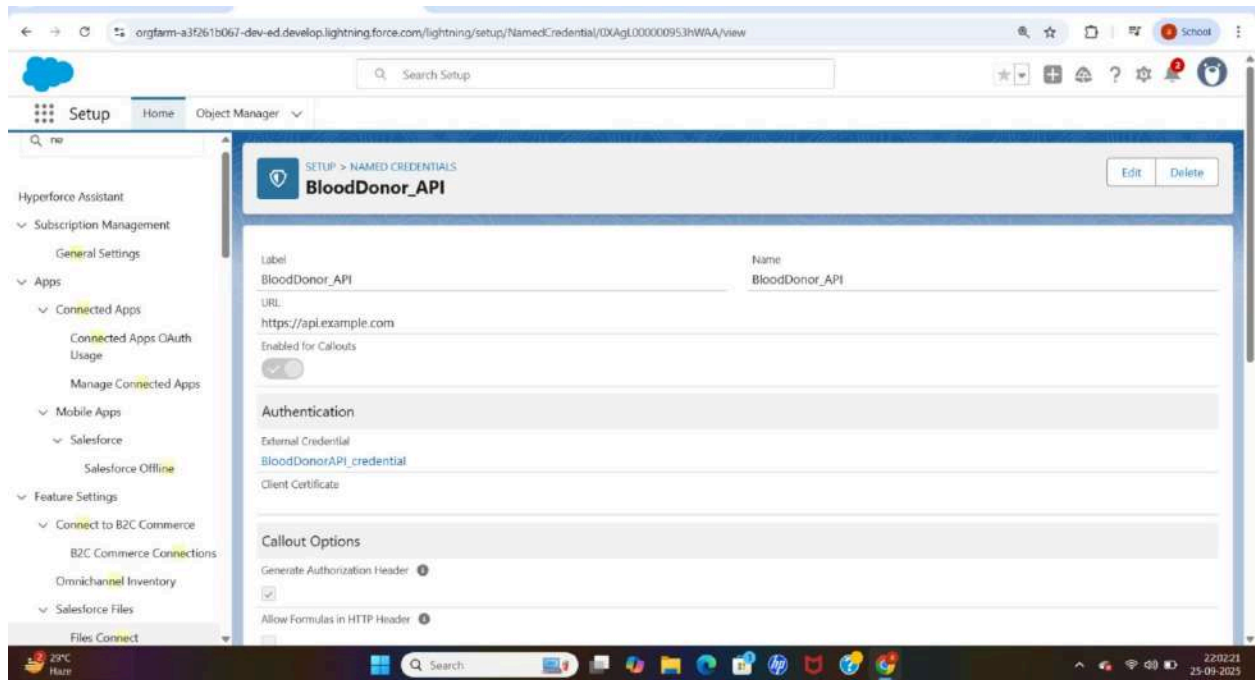 orgfarm-a3f261b067-dev-ed.develop.lightning.force.com/lightning/setup/NamedCredential/0XAgL000000953hWAA/view
School
Search Setup
2
Setup
Home
Object Manager
ne
SETUP > NAMED CREDENTIALS
BloodDonor_API
Edit
Delete
Hyperforce Assistant
Subscription Management
General Settings
Apps
Connected Apps
Connected Apps OAuth
Usage
Manage Connected Apps
Mobile Apps
Salesforce
Salesforce Offline
Feature Settings
Connect to B2C Commerce
B2C Commerce Connections
Omnichannel Inventory
Salesforce Files
Files Connect
Label
BloodDonor_API
Name
BloodDonor_API
URL
https://api.example.com
Enabled for Callouts
Authentication
External Credential
BloodDonorAPI_credential
Client Certificate
Callout Options
Generate Authorization Header
Allow Formulas in HTTP Header
2
29°C
Haze
Search
22:02:21
25-09-2025